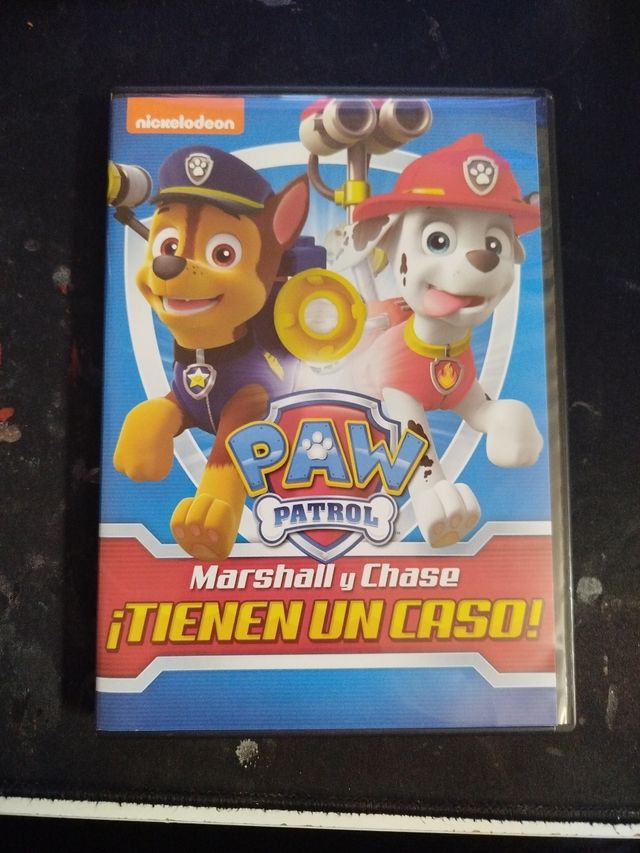 nickelodeon
PAW
PATROL
Marshall y Chase
¡TIENEN UN CASO!